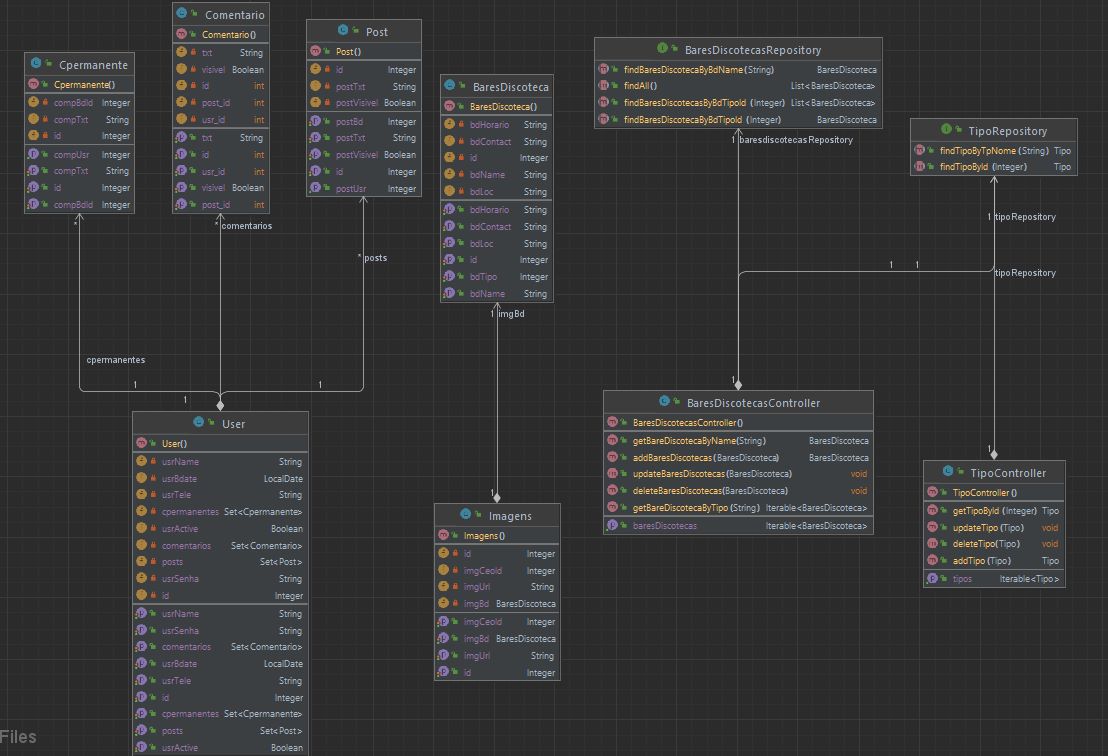 Cpermanente
Cpermanente()
compBdId Integer
compTxt String
id Integer
compUsr Integer
compTxt String
id Integer
compBdId Integer
*
cpermanentes
1
Comentario
Comentario()
txt String
visivel Boolean
id int
post_id int
usr_id int
txt String
id int
usr_id int
visivel Boolean
post_id int
* comentarios
1
Post
Post()
id Integer
postTxt String
postVisivel Boolean
postBd Integer
postTxt String
postVisivel Boolean
id Integer
postUsr Integer
* posts
1
User
User()
usrName String
usrBdate LocalDate
usrTele String
cpermanentes Set<Cpermanente>
usrActive Boolean
comentarios Set<Comentario>
posts Set<Post>
usrSenha String
id Integer
usrName String
usrSenha String
comentarios Set<Comentario>
usrBdate LocalDate
usrTele String
id Integer
cpermanentes Set<Cpermanente>
posts Set<Post>
usrActive Boolean
BaresDiscoteca
BaresDiscoteca()
bdHorario String
bdContact String
id Integer
bdName String
bdLoc String
bdHorario String
bdContact String
bdLoc String
id Integer
bdTipo Integer
bdName String
1 imgBd
1
Imagens
Imagens()
id Integer
imgCeoId Integer
imgUrl String
imgBd BaresDiscoteca
imgCeoId Integer
imgBd BaresDiscoteca
imgUrl String
id Integer
BaresDiscotecasRepository
findBaresDiscotecaByBdName(String) BaresDiscoteca
findAll() List<BaresDiscoteca>
findBaresDiscotecasByBdTipoId (Integer) List<BaresDiscoteca>
findBaresDiscotecaByBdTipoId (Integer) BaresDiscoteca
1 baresdiscotecasRepository
TipoRepository
findTipoByTpNome(String) Tipo
findTipoById (Integer) Tipo
1 tipoRepository
1 1
tipoRepository
1
BaresDiscotecasController
BaresDiscotecasController()
getBareDiscotecaByName(String) BaresDiscoteca
addBaresDiscotecas(BaresDiscoteca) BaresDiscoteca
updateBaresDiscotecas(BaresDiscoteca) void
deleteBaresDiscotecas(BaresDiscoteca) void
getBareDiscotecaByTipo (String) Iterable<BaresDiscoteca>
baresDiscotecas Iterable<BaresDiscoteca>
1
TipoController
TipoController()
getTipoById (Integer) Tipo
updateTipo(Tipo) void
deleteTipo(Tipo) void
addTipo(Tipo) Tipo
tipos Iterable<Tipo>
Files